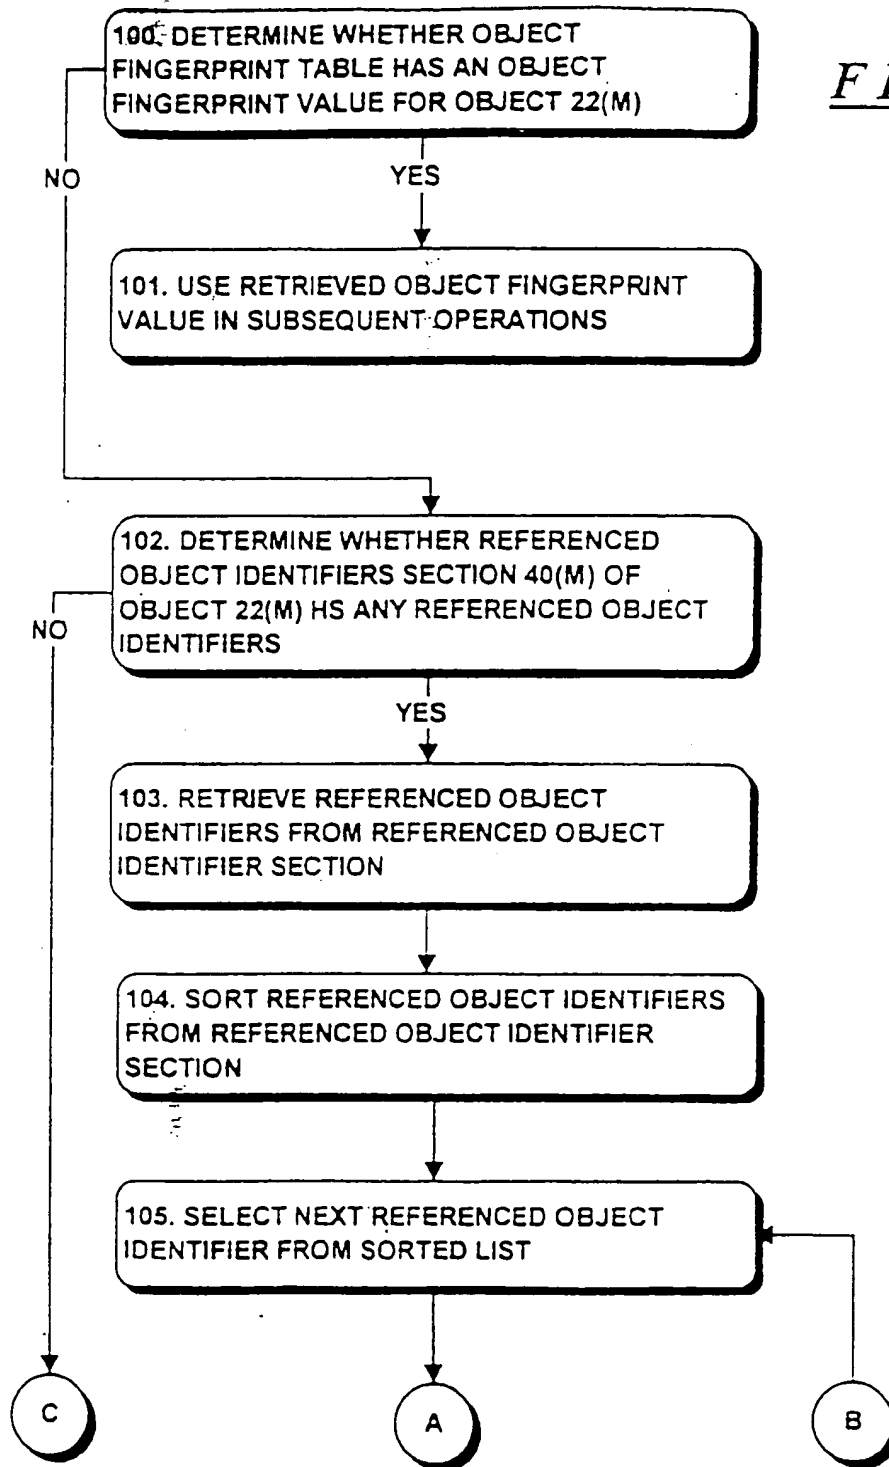 100. DETERMINE WHETHER OBJECT
FINGERPRINT TABLE HAS AN OBJECT
FINGERPRINT VALUE FOR OBJECT 22(M)
F
NO
YES
101. USE RETRIEVED OBJECT FINGERPRINT
VALUE IN SUBSEQUENT OPERATIONS
102. DETERMINE WHETHER REFERENCED
OBJECT IDENTIFIERS SECTION 40(M) OF
OBJECT 22(M) HS ANY REFERENCED OBJECT
IDENTIFIERS
NO
YES
103. RETRIEVE REFERENCED OBJECT
IDENTIFIERS FROM REFERENCED OBJECT
IDENTIFIER SECTION
104. SORT REFERENCED OBJECT IDENTIFIERS
FROM REFERENCED OBJECT IDENTIFIER
SECTION
105. SELECT NEXT REFERENCED OBJECT
IDENTIFIER FROM SORTED LIST
C
A
B